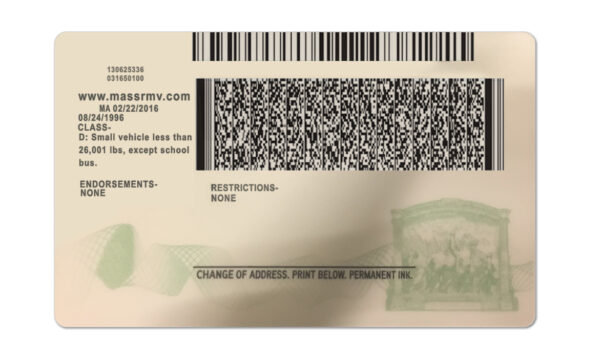 130625336
031650100
www.massrmv.com
MA 02/22/2016
08/24/1996
CLASS-
D: Small vehicle less than
26,001 lbs, except school
bus.
ENDORSEMENTS-
NONE
RESTRICTIONS-
NONE
CHANGE OF ADDRESS. PRINT BELOW. PERMANENT INK.